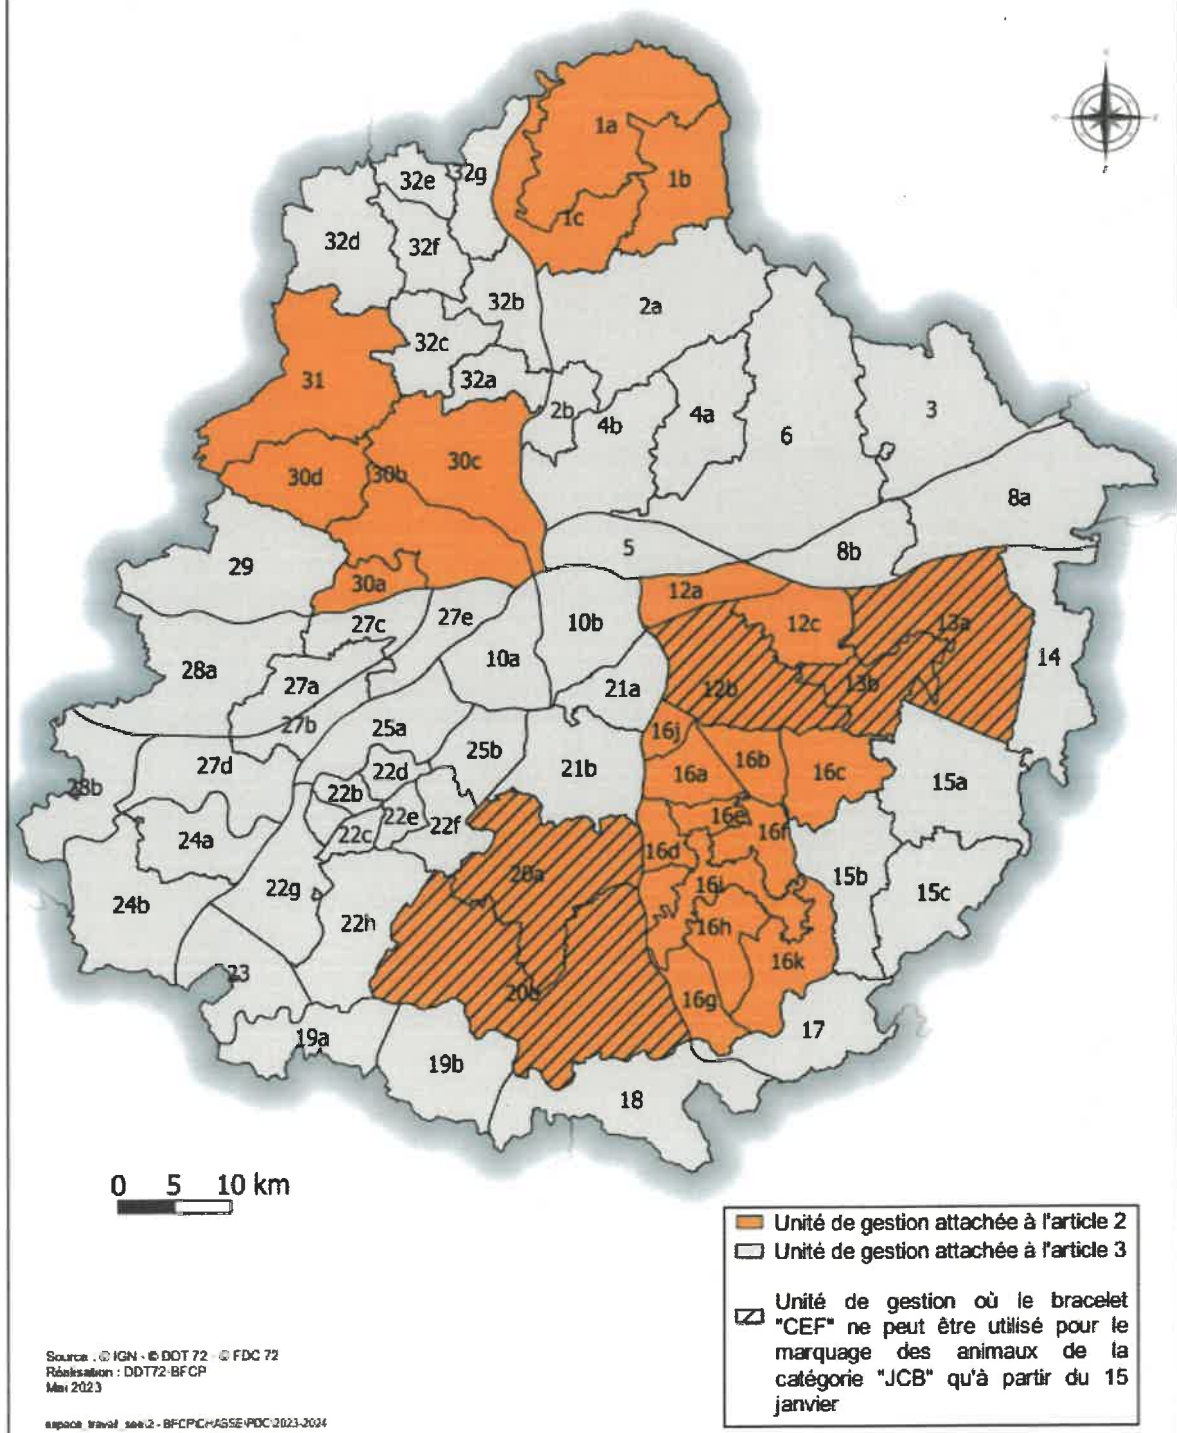 1a
1b
1c
32g
32e
32d
32f
32b
2a
32c
32a
31
2b
4b
4a
6
3
30c
30b
30d
8a
5
8b
29
30a
12a
27e
27c
10b
12c
13a
14
28a
10a
27a
21a
12b
13b
27b
25a
16j
25b
16b
27d
22d
21b
16a
16c
15a
28b
22b
22e
22f
16e
16f
24a
22c
16d
20a
16i
15b
15c
22g
24b
22h
16h
16k
23
20b
16g
17
19a
19b
18
0 5 10 km
Unité de gestion attachée à l'article 2
Unité de gestion attachée à l'article 3
Unité de gestion où le bracelet
"CEF" ne peut être utilisé pour le
marquage des animaux de la
catégorie "JCB" qu'à partir du 15
janvier
Source : © IGN - © DDT 72 - © FDC 72
Réalisation : DDT72-BFCP
Mai 2023